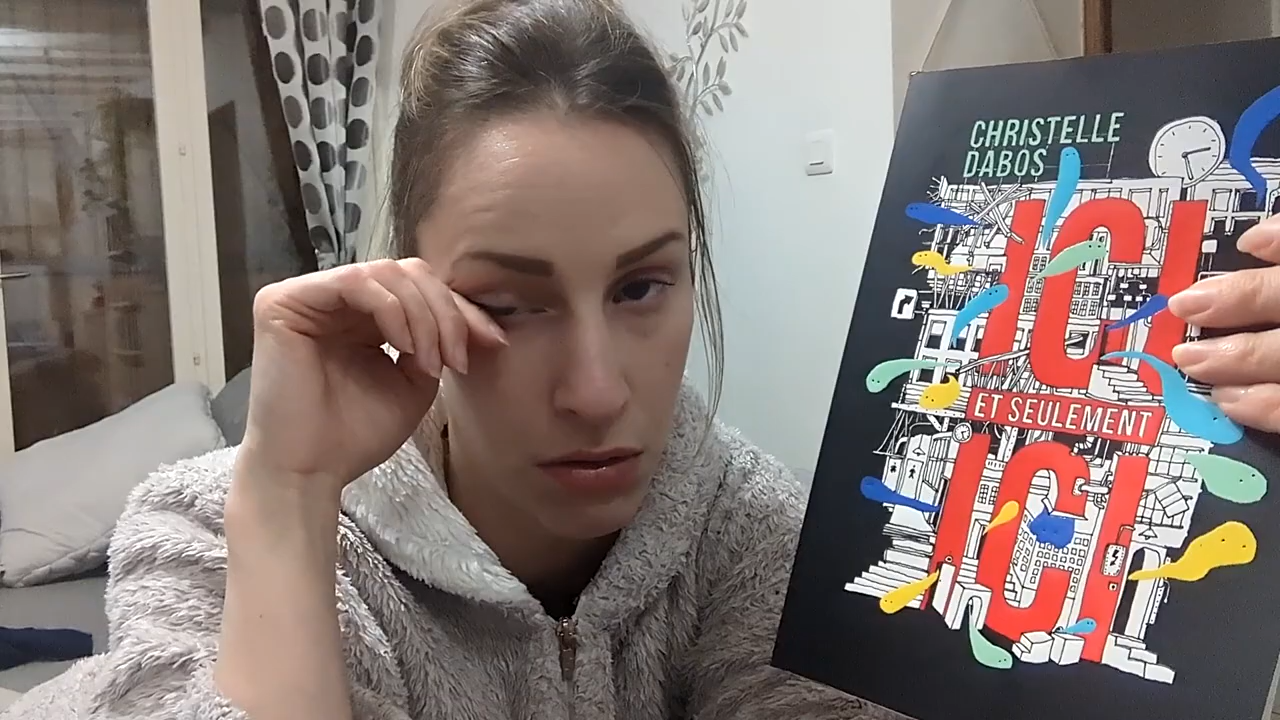 CHRISTELLE
DABOS
ICI
ET SEULEMENT
ICI